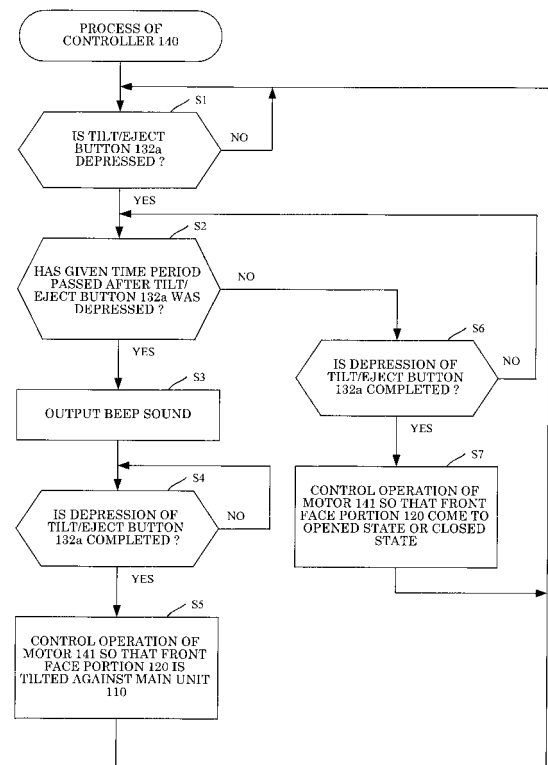 PROCESS OF
CONTROLLER 140
S1
IS TILT/EJECT
BUTTON 132a
DEPRESSED ?
NO
YES
S2
HAS GIVEN TIME PERIOD
PASSED AFTER TILT/
EJECT BUTTON 132a WAS
DEPRESSED ?
NO
YES
S6
IS DEPRESSION OF
TILT/EJECT BUTTON
132a COMPLETED ?
NO
YES
S3
OUTPUT BEEP SOUND
S4
IS DEPRESSION OF
TILT/EJECT BUTTON
132a COMPLETED ?
NO
YES
S7
CONTROL OPERATION OF
MOTOR 141 SO THAT FRONT
FACE PORTION 120 COME TO
OPENED STATE OR CLOSED
STATE
S5
CONTROL OPERATION OF
MOTOR 141 SO THAT FRONT
FACE PORTION 120 IS
TILTED AGAINST MAIN UNIT
110